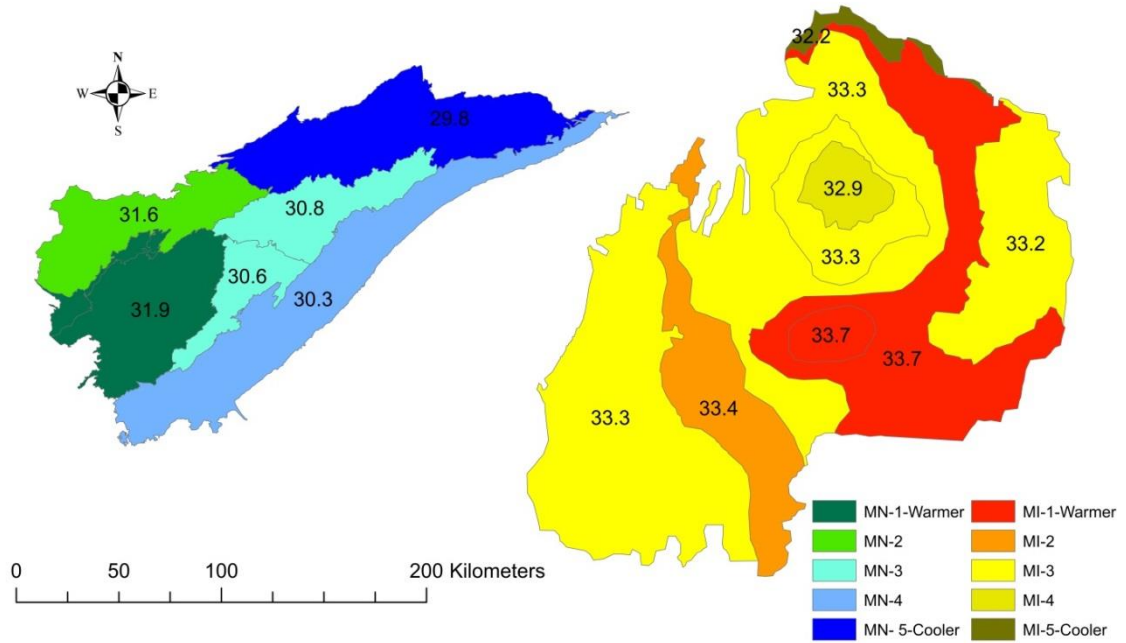 N
W E
S
32.2
33.3
29.8
32.9
31.6
30.8
33.2
33.3
30.6
30.3
31.9
33.7
33.7
33.3
33.4
0 50 100 200 Kilometers
MN-1-Warmer
MN-2
MN-3
MN-4
MN- 5-Cooler
MI-1-Warmer
MI-2
MI-3
MI-4
MI-5-Cooler